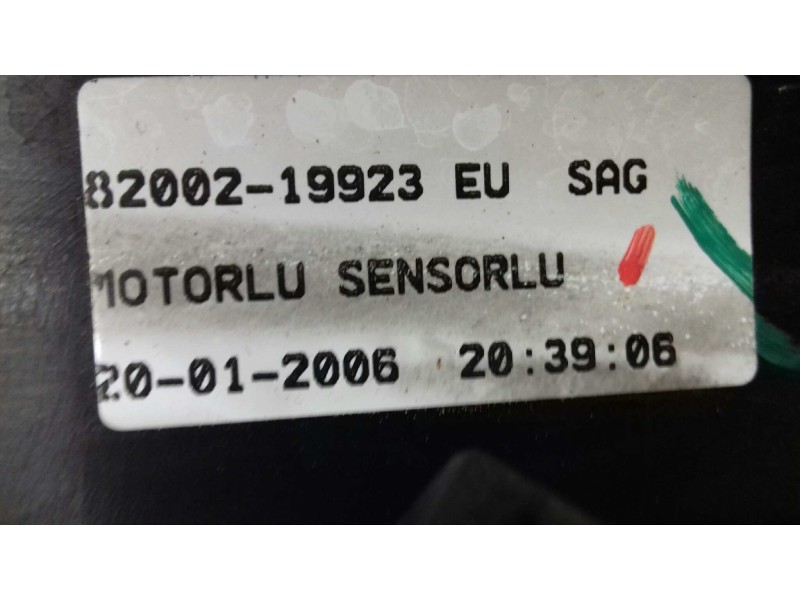 82002-19923 EU SAG
MOTORLU SENSORLU
20-01-2006 20:39:06